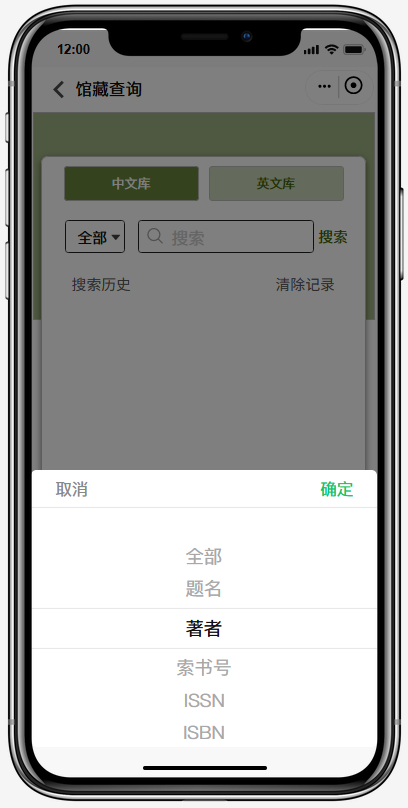 12:00
馆藏查询
中文库 英文库
全部 搜索 搜索
搜索历史 清除记录
取消 确定
全部
题名
著者
索书号
ISSN
ISBN